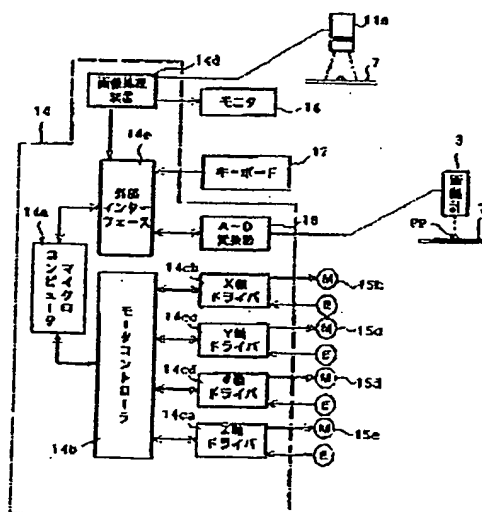 11a
14d
画像処理
装置
7
14
モニタ
16
14e
17
キーボード
3
外部
インター
フェース
14a
18
A-D
変換器
PP
マイクロ
コンピュータ
14cb
X軸
ドライバ
M
15b
E
モータコントローラ
Y軸
ドライバ
M
15a
E
14cd
θ軸
ドライバ
M
15d
E
Z軸
ドライバ
M
E
14b